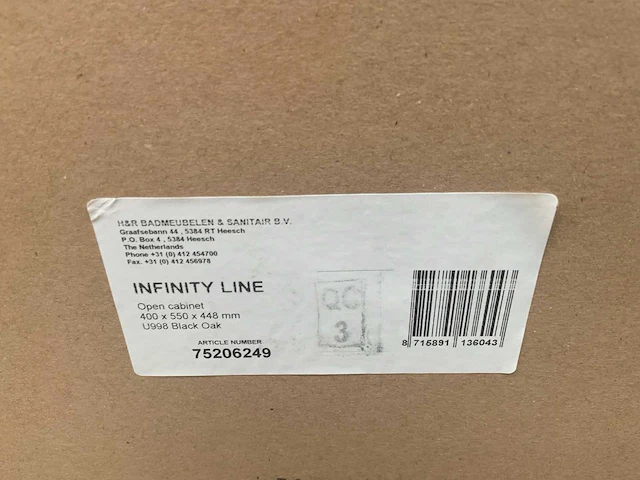 H&R BADMEUBELEN & SANITAIR B.V.
Graafsebaan 44 , 5384 RT Heesch
P.O. Box 4 , 5384 Heesch
The Netherlands
Phone +31 (0) 412 454700
Fax. +31 (0) 412 456978
INFINITY LINE
Open cabinet
400 x 550 x 448 mm
U998 Black Oak
ARTICLE NUMBER
75206249
QC
3
8 715891 136043